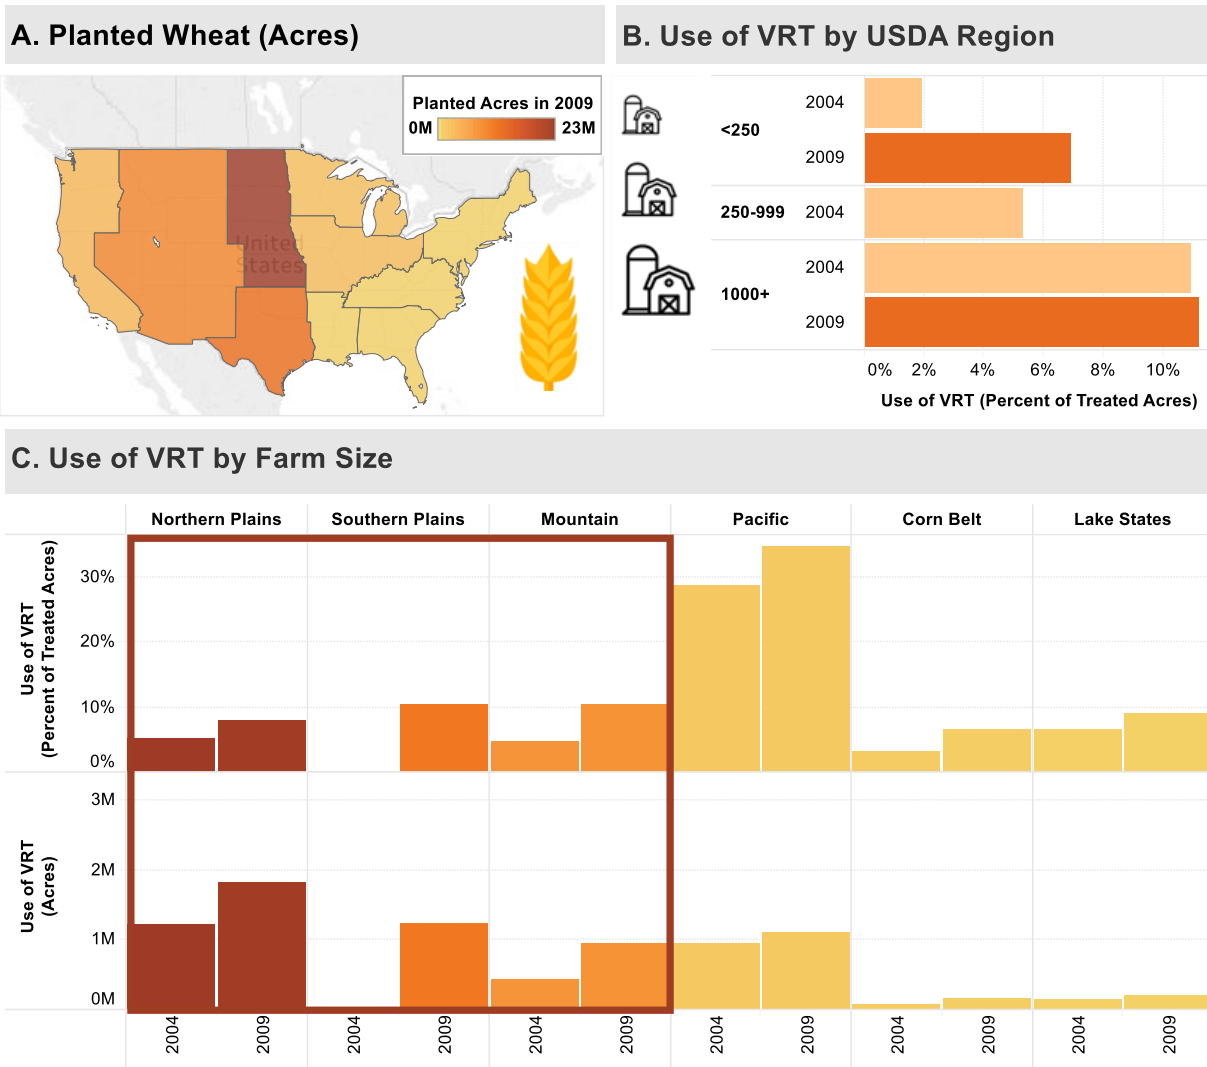 A. Planted Wheat (Acres)
Planted Acres in 2009
0M 23M
United
States
B. Use of VRT by USDA Region
<250
2004
2009
250-999 2004
1000+
2004
2009
0% 2% 4% 6% 8% 10%
Use of VRT (Percent of Treated Acres)
C. Use of VRT by Farm Size
Northern Plains Southern Plains Mountain Pacific Corn Belt Lake States
Use of VRT
(Percent of Treated Acres)
30%
20%
10%
0%
Use of VRT
(Acres)
3M
2M
1M
0M
2004 2009 2004 2009 2004 2009 2004 2009 2004 2009 2004 2009